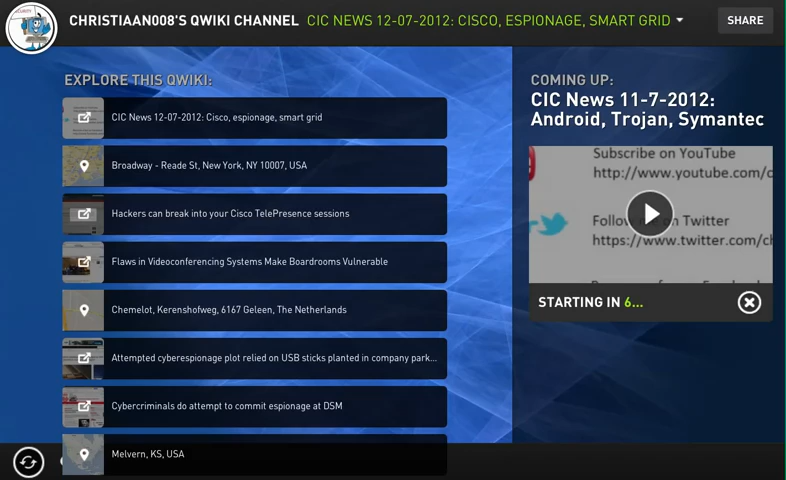 CHRISTIAAN008'S QWIKI CHANNEL CIC NEWS 12-07-2012: CISCO, ESPIONAGE, SMART GRID
SHARE
EXPLORE THIS QWIKI:
CIC News 12-07-2012: Cisco, espionage, smart grid
Broadway - Reade St, New York, NY 10007, USA
Hackers can break into your Cisco TelePresence sessions
Flaws in Videoconferencing Systems Make Boardrooms Vulnerable
Chemelot, Kerenshofweg, 6167 Geleen, The Netherlands
Attempted cyberespionage plot relied on USB sticks planted in company park...
Cybercriminals do attempt to commit espionage at DSM
Melvern, KS, USA
COMING UP:
CIC News 11-7-2012:
Android, Trojan, Symantec
Subscribe on YouTube
http://www.youtube.com/c
Follow on Twitter
https://www.twitter.com/ch
STARTING IN 6...